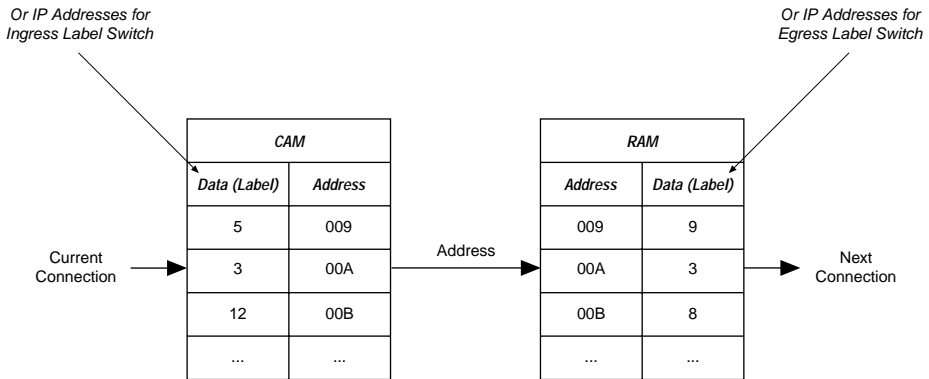 Or IP Addresses for
Ingress Label Switch
Or IP Addresses for
Egress Label Switch
CAM
Data (Label) Address
5 009
3 00A
12 00B
... ...
Current
Connection
Address
RAM
Address Data (Label)
009 9
00A 3
00B 8
... ...
Next
Connection